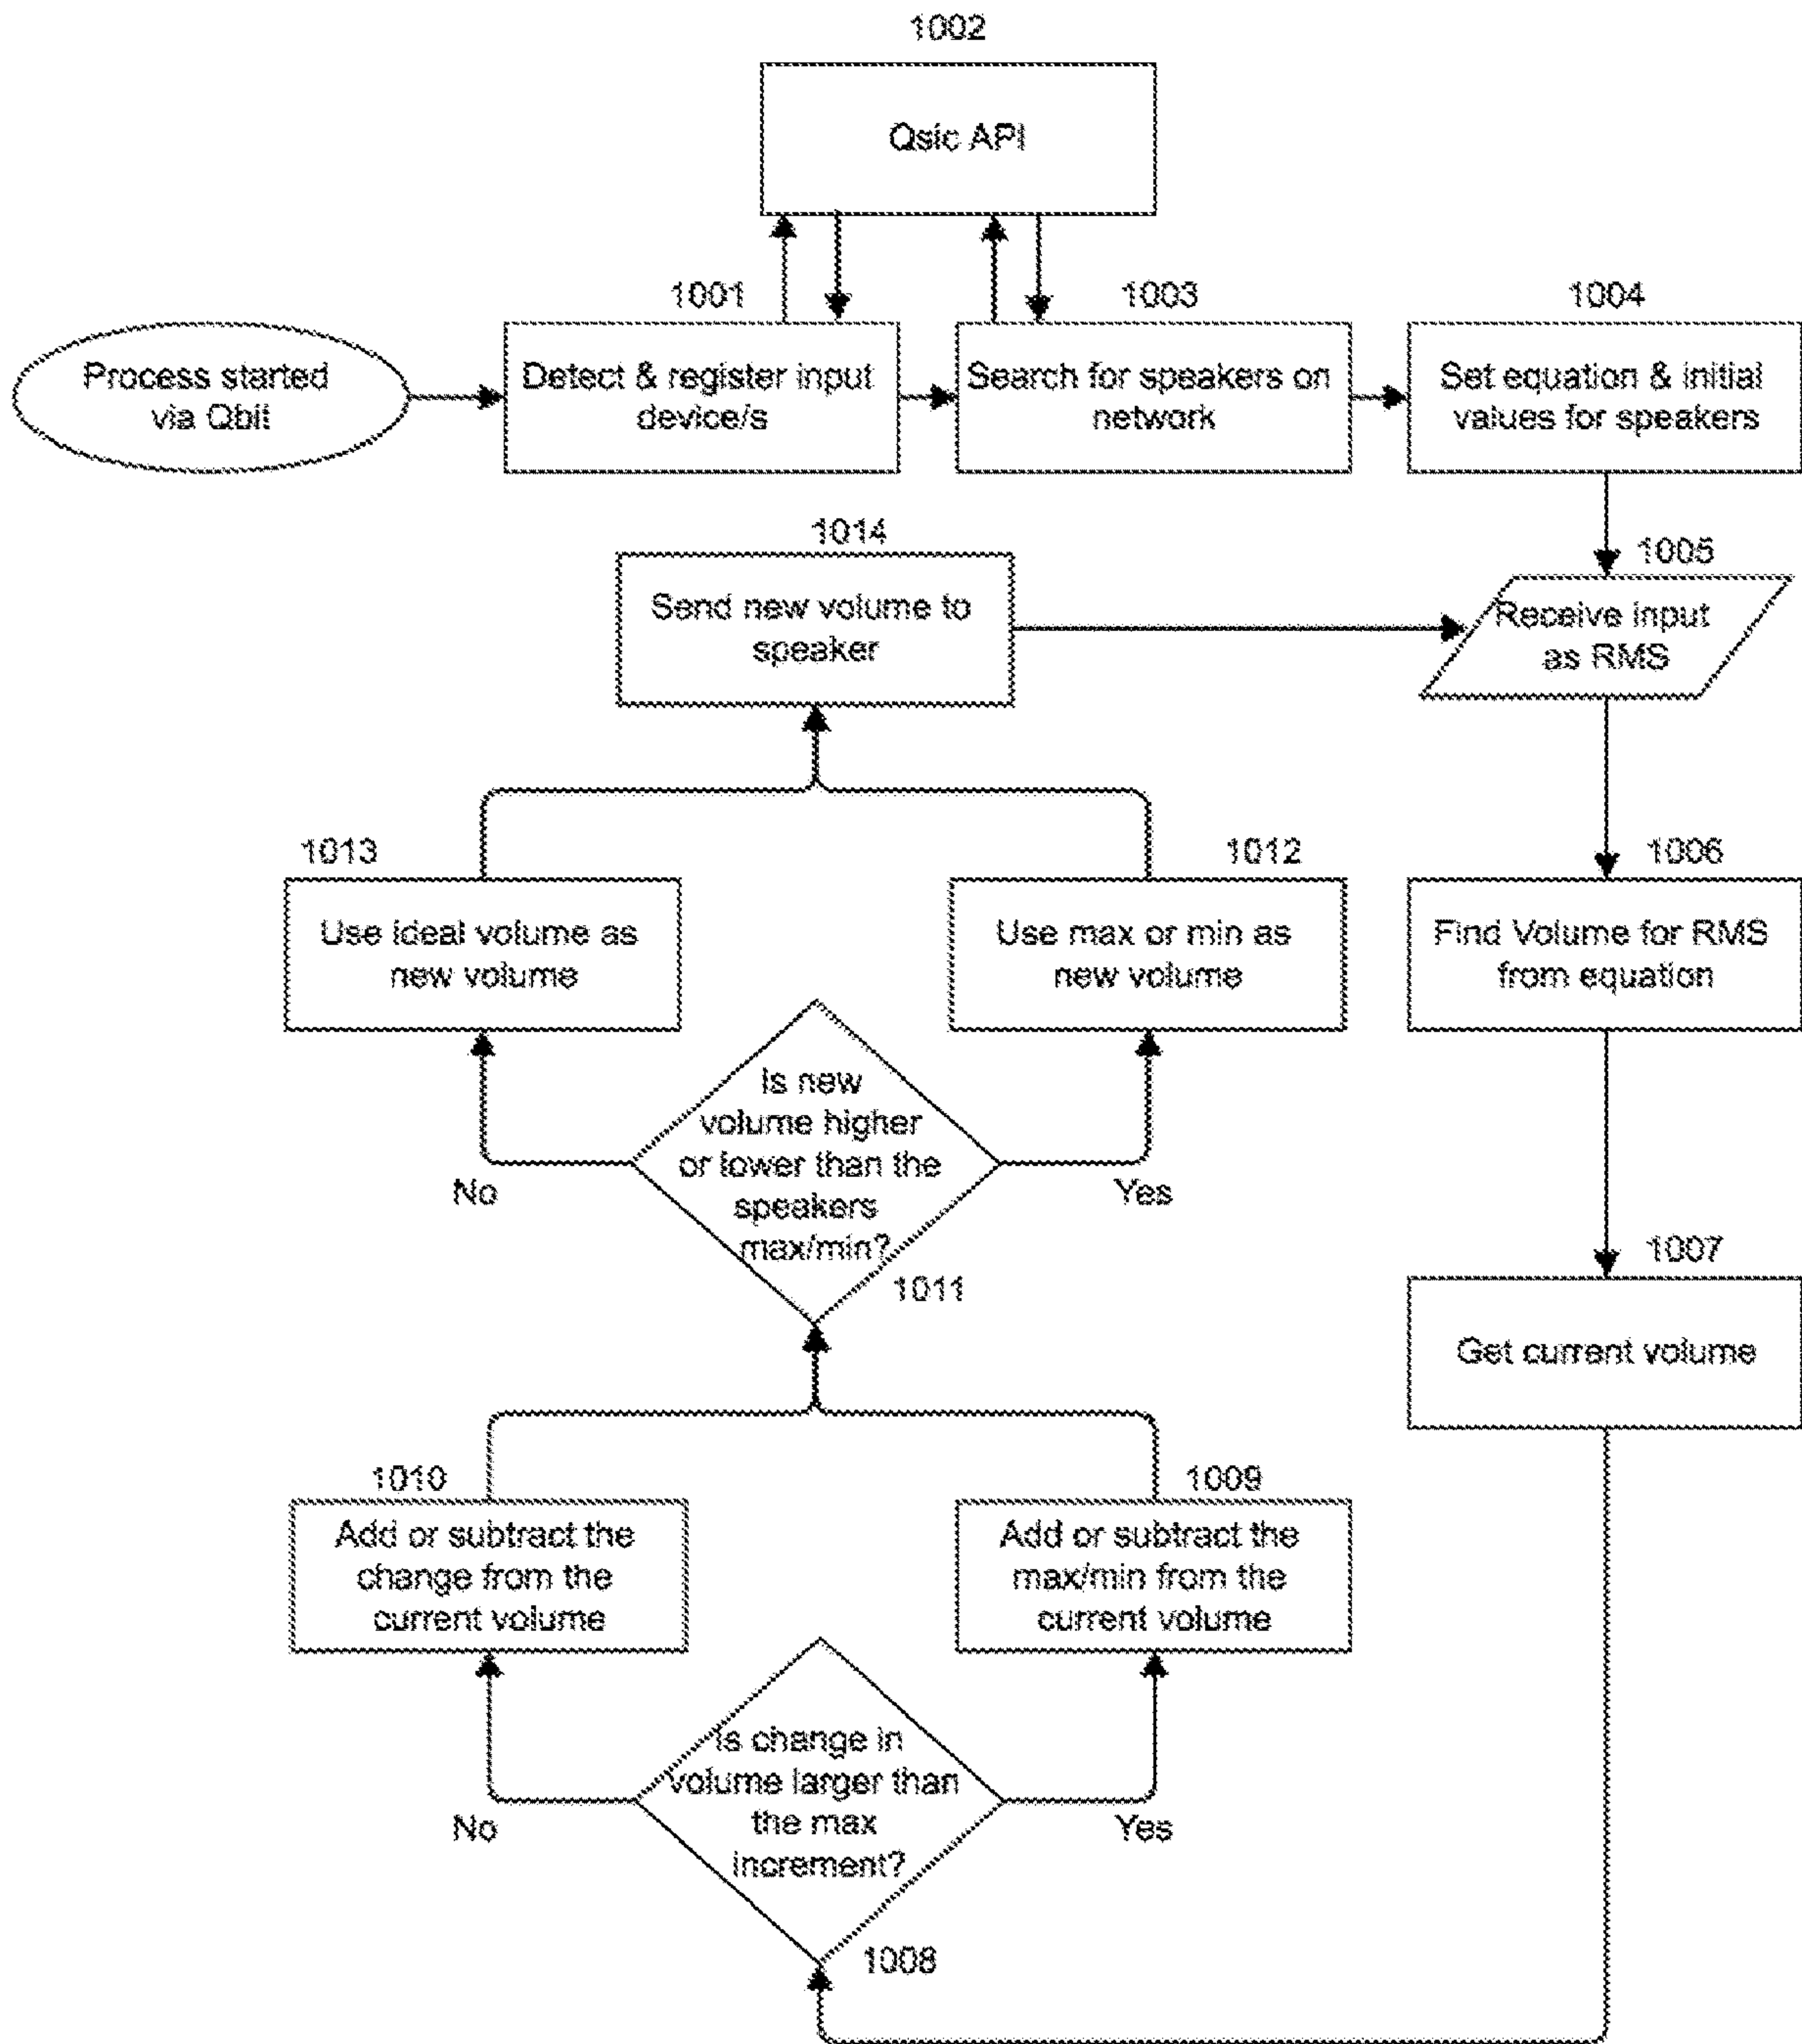 1002
Qsic API
1001
1003
1004
Process started
via Qbit
Detect & register input
device/s
Search for speakers on
network
Set equation & initial
values for speakers
1014
Send new volume to
speaker
1005
Receive input
as RMS
1013
Use ideal volume as
new volume
1012
Use max or min as
new volume
1006
Find Volume for RMS
from equation
Is new
volume higher
or lower than the
speakers
max/min?
No
Yes
1011
1007
Get current volume
1010
Add or subtract the
change from the
current volume
1009
Add or subtract the
max/min from the
current volume
Is change in
volume larger than
the max
increment?
No
Yes
1008